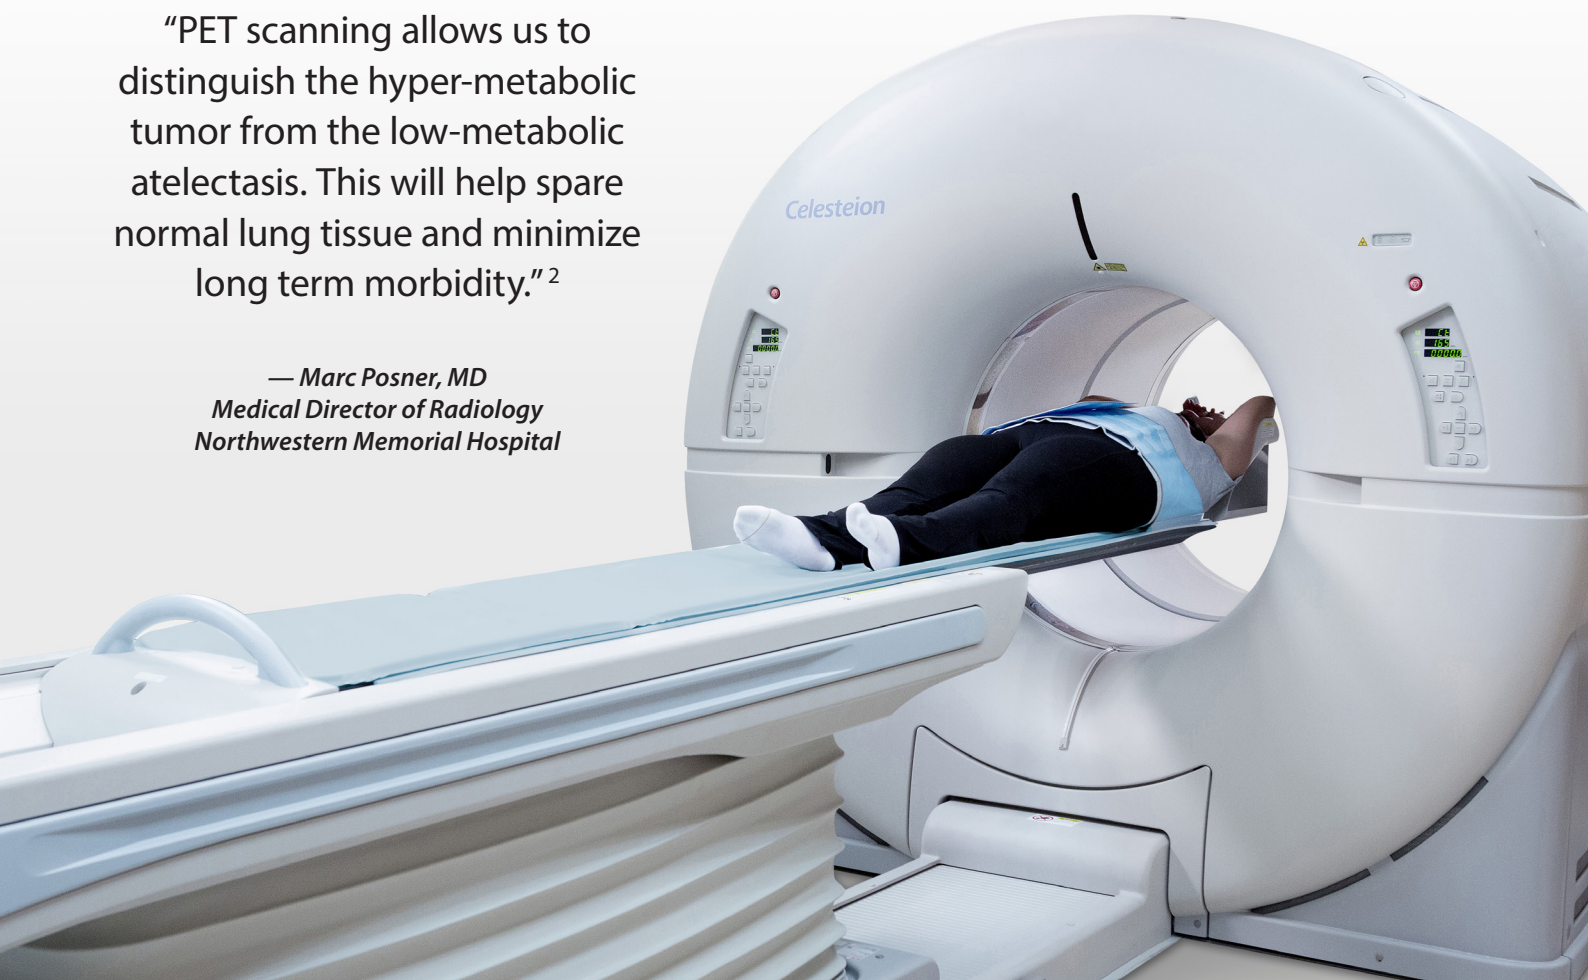 “PET scanning allows us to
distinguish the hyper-metabolic
tumor from the low-metabolic
atelectasis. This will help spare
normal lung tissue and minimize
long term morbidity.” 2
— Marc Posner, MD
Medical Director of Radiology
Northwestern Memorial Hospital
Celesteion